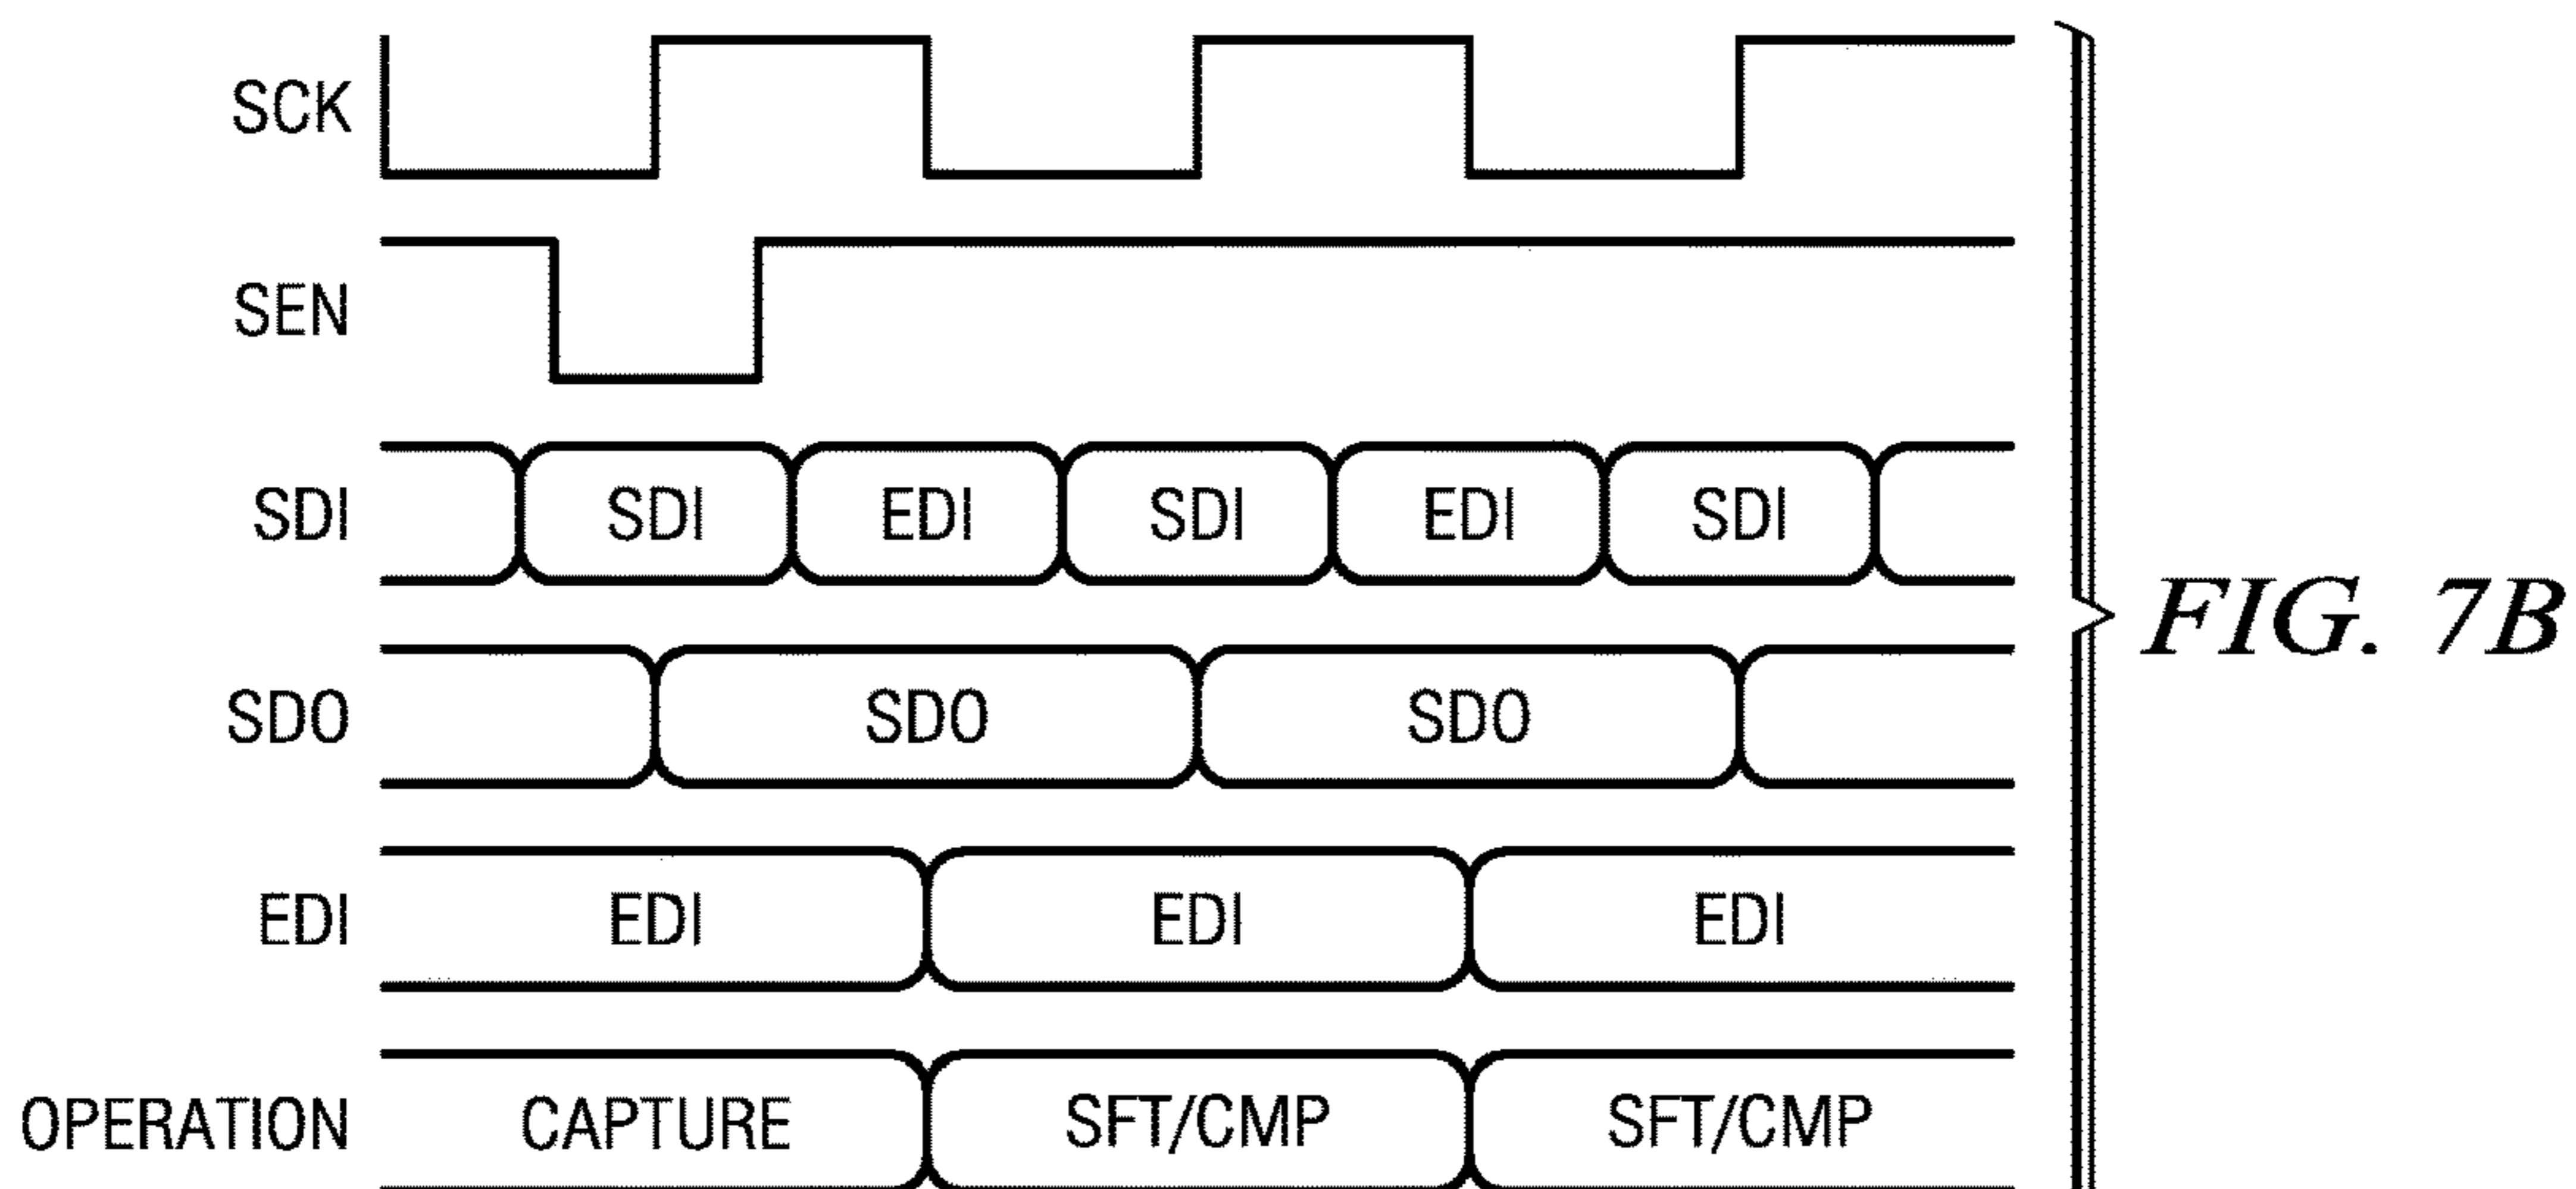 SCK
SEN
SDI SDI EDI SDI EDI SDI
SDO SDO SDO
EDI EDI EDI EDI
OPERATION CAPTURE SFT/CMP SFT/CMP
FIG. 7B